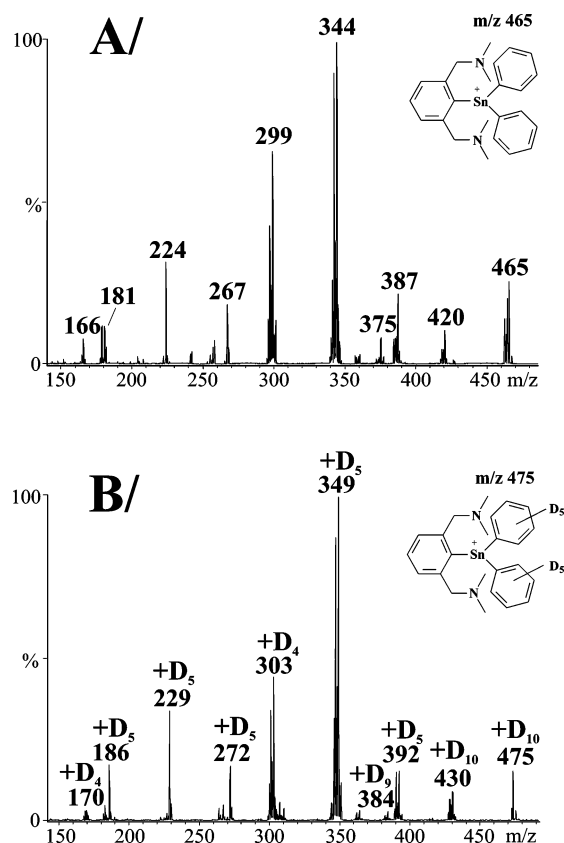 A/
m/z 465
N
+
Sn
N
100
%
0
344
299
224
267
166
181
375
387
420
465
150 200 250 300 350 400 450 m/z
B/
m/z 475
N
+
Sn
N
D5
D5
100
%
0
+D5
349
+D4
303
+D5
229
+D5
272
+D5
186
+D4
170
+D5
392
+D9
384
+D10
430
+D10
475
150 200 250 300 350 400 450 m/z